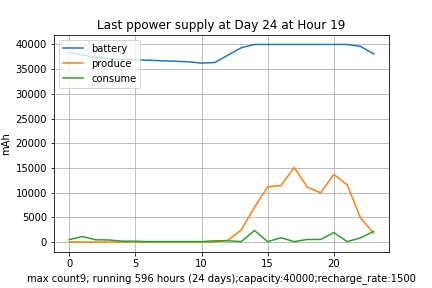 Last ppower supply at Day 24 at Hour 19
40000
35000
30000
25000
20000
15000
10000
5000
0
mAh
battery
produce
consume
0 5 10 15 20
max count9; running 596 hours (24 days);capacity:40000;recharge_rate:1500